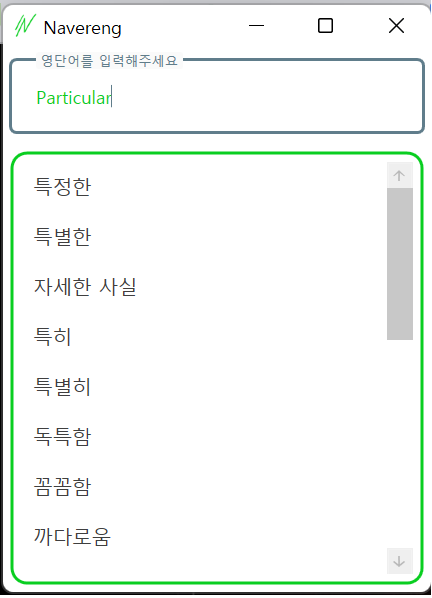 Navereng
영단어를 입력해주세요
Particular
특정한
특별한
자세한 사실
특히
특별히
독특함
꼼꼼함
까다로움